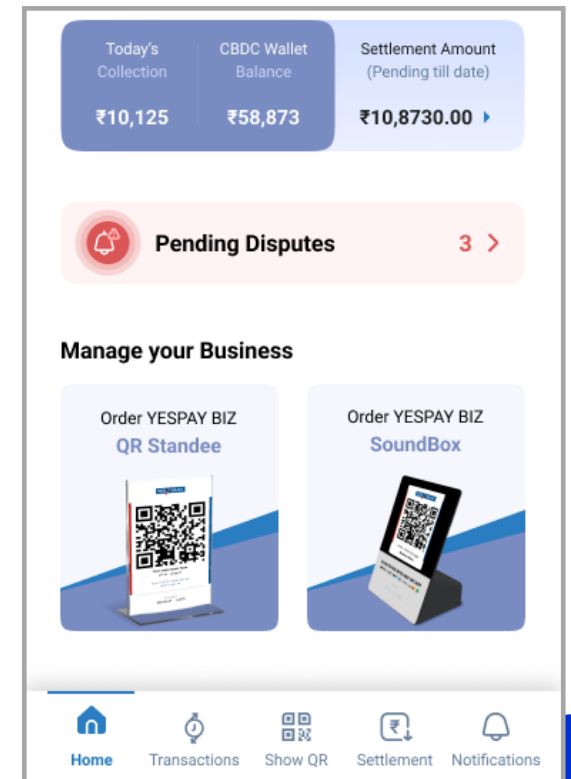 Today's
Collection
₹10,125
CBDC Wallet
Balance
₹58,873
Settlement Amount
(Pending till date)
₹10,8730.00
Pending Disputes
3
Manage your Business
Order YESPAY BIZ
QR Standee
Order YESPAY BIZ
SoundBox
Home
Transactions
Show QR
Settlement
Notifications